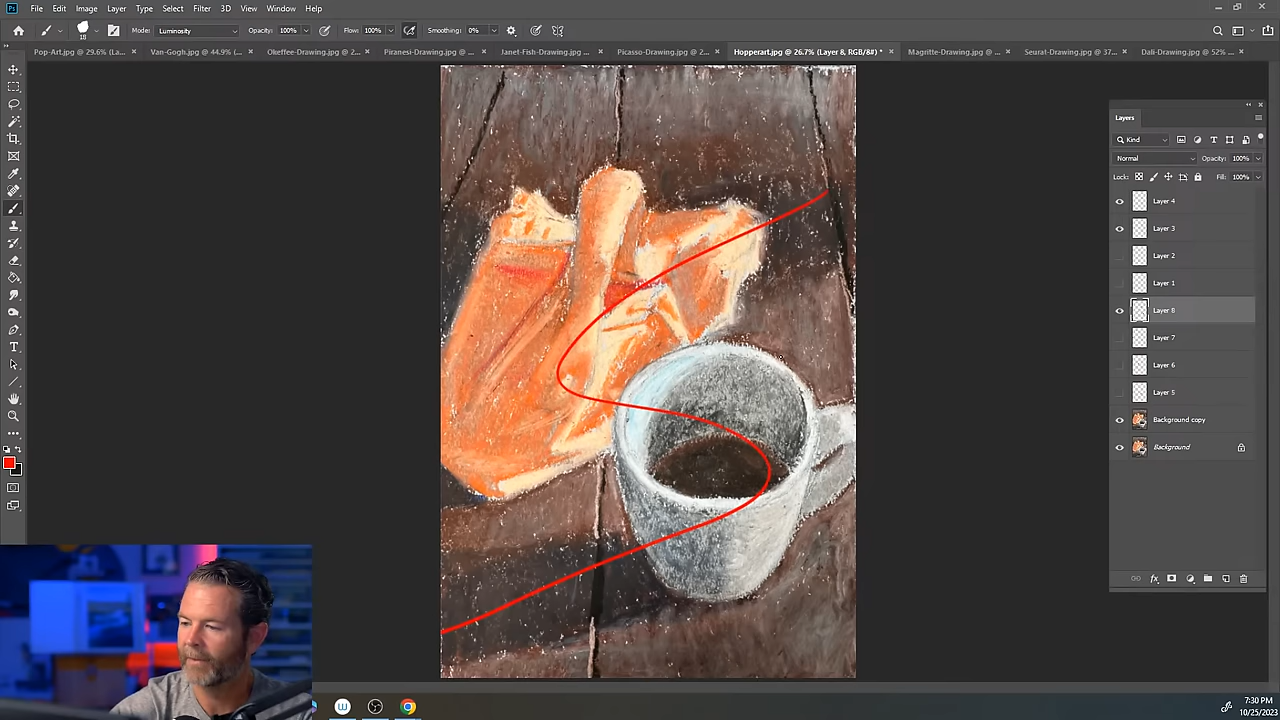 Ps File Edit Image Layer Type Select Filter 3D View Window Help
Mode: Luminosity Opacity: 100% Flow: 100% Smoothing: 0%
Pop-Art.jpg @ 29.6% (La... × Van-Gogh.jpg @ 44.9% (... × Okeffee-Drawing @ 2... × Piranesi-Drawing.jpg @ ... × Janet-Fish-Drawing.jpg ... × Picasso-Drawing.jpg @ 2... × Hopperart.jpg @ 26.7% (Layer 8, RGB/8#) * × Magritte-Drawing.jpg @ ... × Seurat-Drawing.jpg @ 37... × Dali-Drawing.jpg @ 52% ... ×
Layers
Kind
Normal Opacity: 100%
Lock: Fill: 100%
Layer 4
Layer 3
Layer 2
Layer 1
Layer 8
Layer 7
Layer 6
Layer 5
Background copy
Background
7:30 PM
10/25/2023